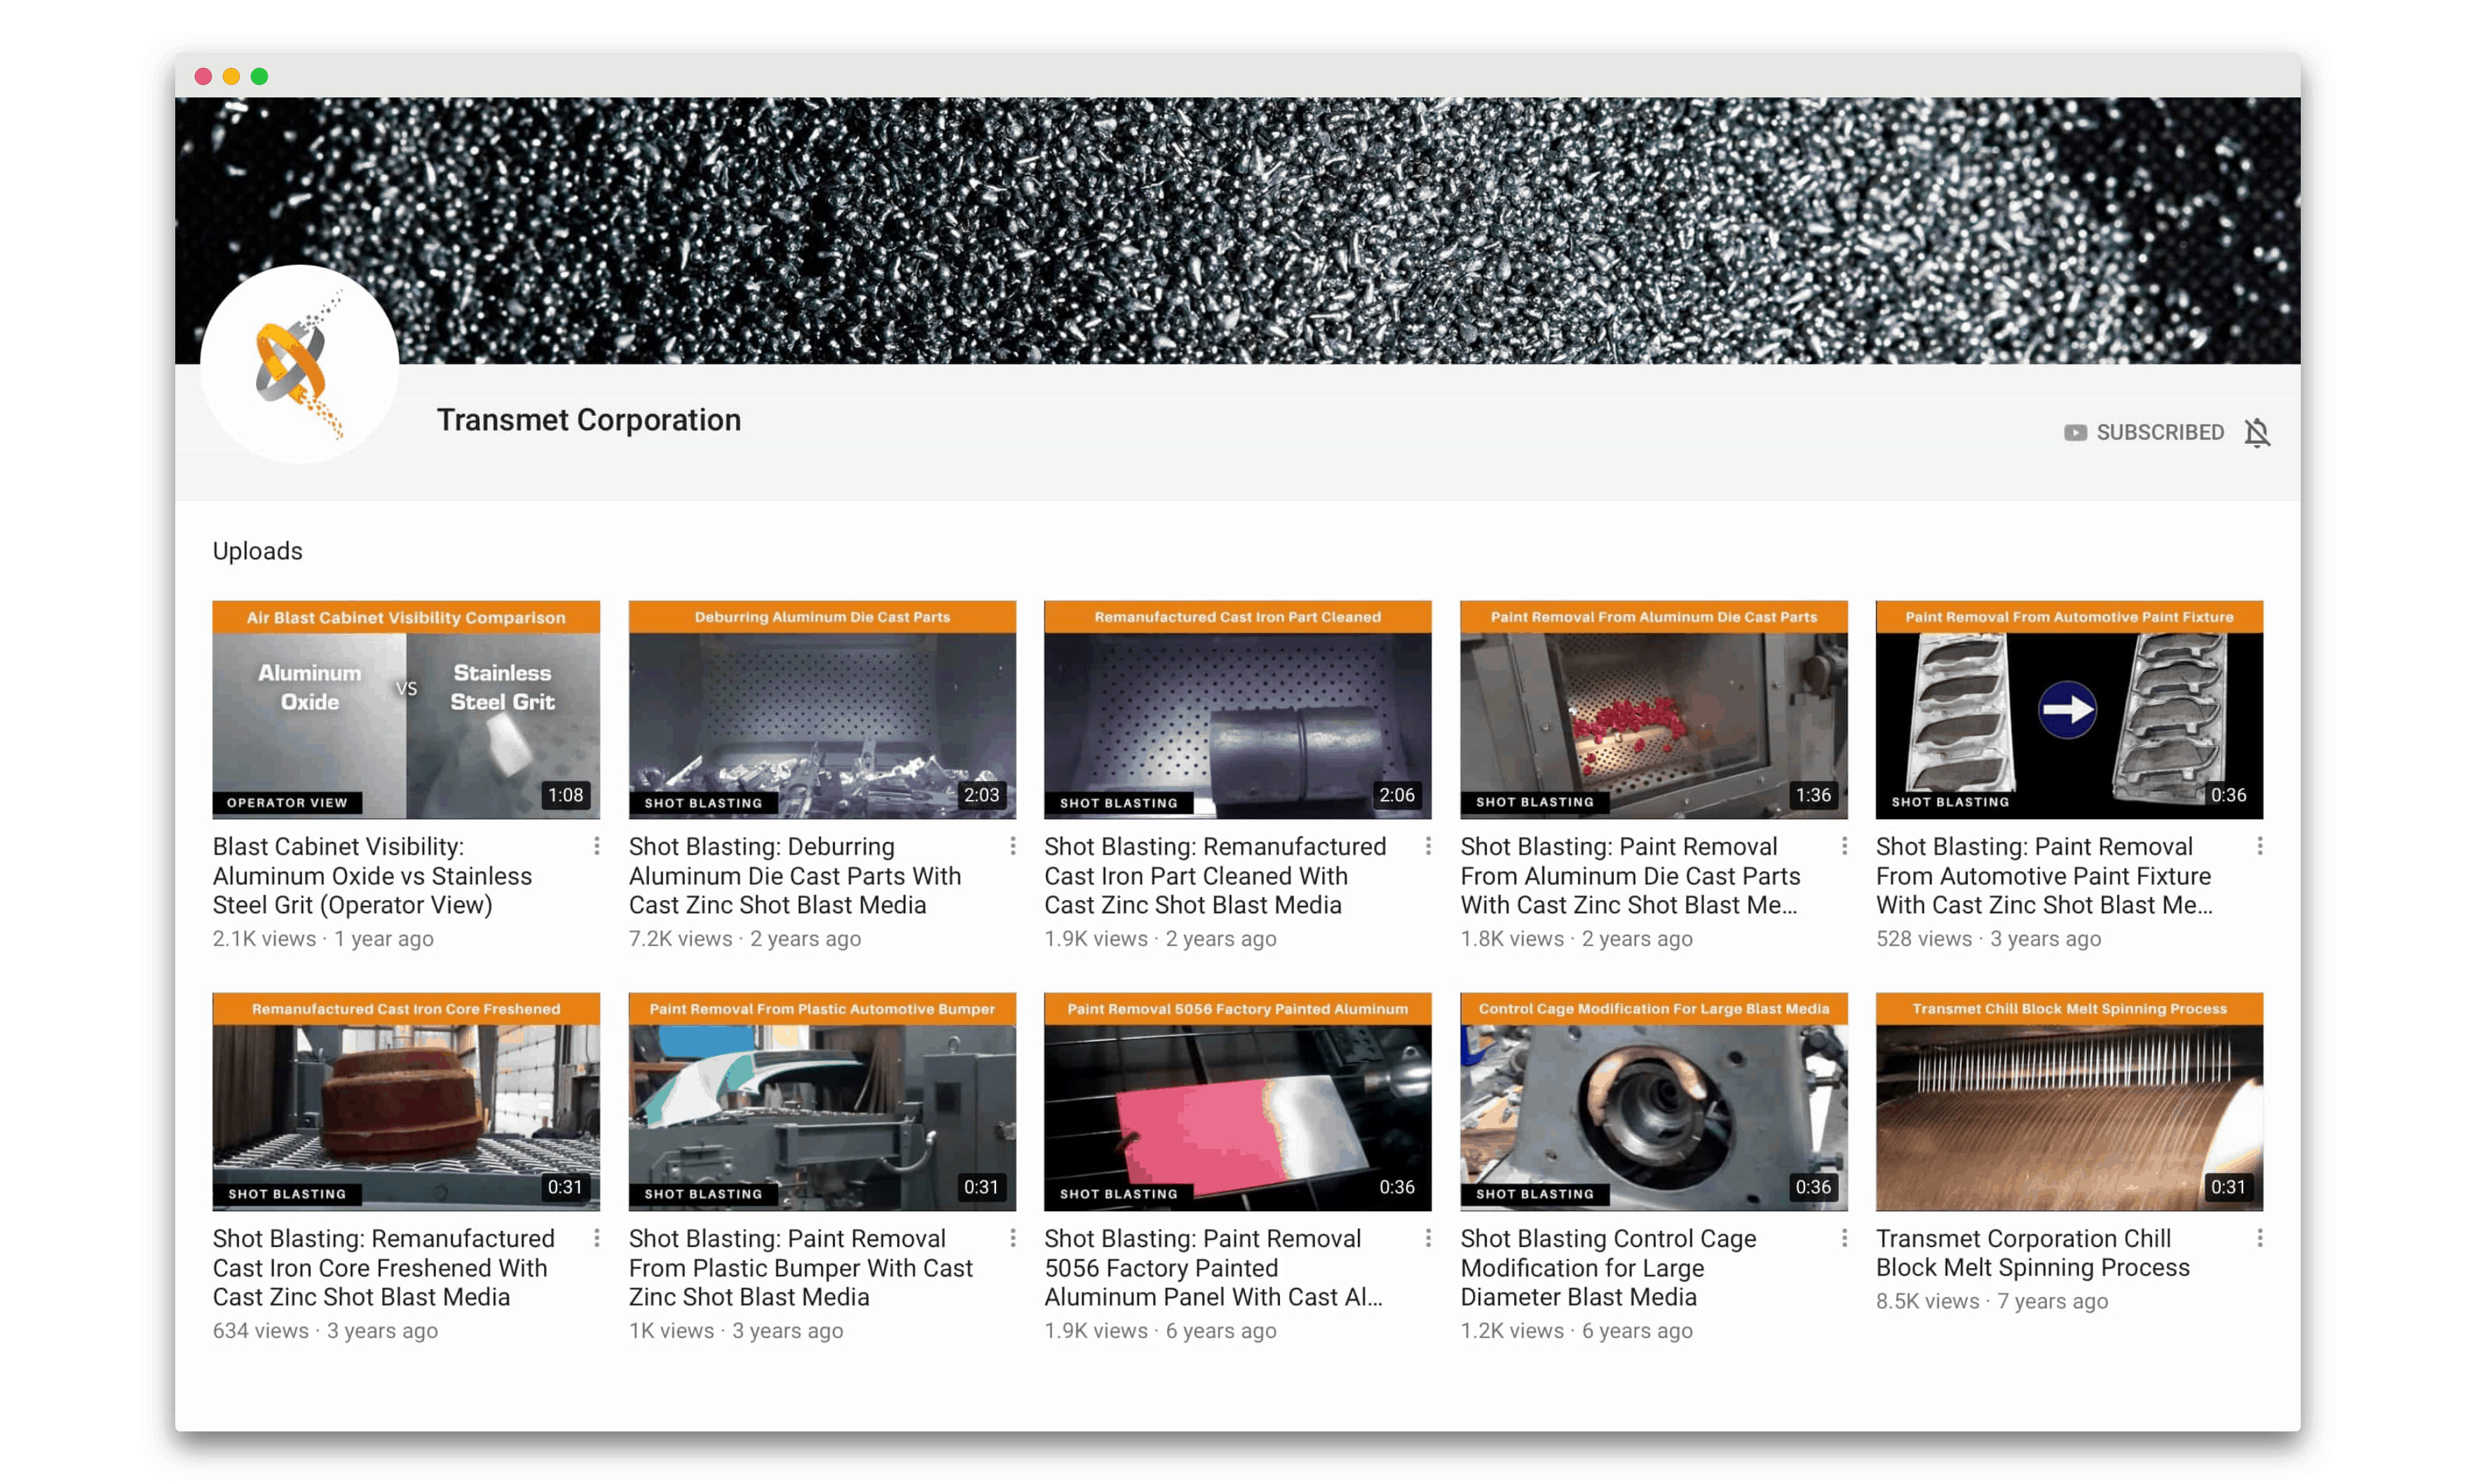 Transmet Corporation
SUBSCRIBED
Uploads
Air Blast Cabinet Visibility Comparison
Aluminum
Oxide
VS
Stainless
Steel Grit
OPERATOR VIEW
1:08
Blast Cabinet Visibility:
Aluminum Oxide vs Stainless
Steel Grit (Operator View)
2.1K views · 1 year ago
Deburring Aluminum Die Cast Parts
SHOT BLASTING
2:03
Shot Blasting: Deburring
Aluminum Die Cast Parts With
Cast Zinc Shot Blast Media
7.2K views · 2 years ago
Remanufactured Cast Iron Part Cleaned
SHOT BLASTING
2:06
Shot Blasting: Remanufactured
Cast Iron Part Cleaned With
Cast Zinc Shot Blast Media
1.9K views · 2 years ago
Paint Removal From Aluminum Die Cast Parts
SHOT BLASTING
1:36
Shot Blasting: Paint Removal
From Aluminum Die Cast Parts
With Cast Zinc Shot Blast Me...
1.8K views · 2 years ago
Paint Removal From Automotive Paint Fixture
SHOT BLASTING
0:36
Shot Blasting: Paint Removal
From Automotive Paint Fixture
With Cast Zinc Shot Blast Me...
528 views · 3 years ago
Remanufactured Cast Iron Core Freshened
SHOT BLASTING
0:31
Shot Blasting: Remanufactured
Cast Iron Core Freshened With
Cast Zinc Shot Blast Media
634 views · 3 years ago
Paint Removal From Plastic Automotive Bumper
SHOT BLASTING
0:31
Shot Blasting: Paint Removal
From Plastic Bumper With Cast
Zinc Shot Blast Media
1K views · 3 years ago
Paint Removal 5056 Factory Painted Aluminum
SHOT BLASTING
0:36
Shot Blasting: Paint Removal
5056 Factory Painted
Aluminum Panel With Cast Al...
1.9K views · 6 years ago
Control Cage Modification For Large Blast Media
SHOT BLASTING
0:36
Shot Blasting Control Cage
Modification for Large
Diameter Blast Media
1.2K views · 6 years ago
Transmet Chill Block Melt Spinning Process
0:31
Transmet Corporation Chill
Block Melt Spinning Process
8.5K views · 7 years ago